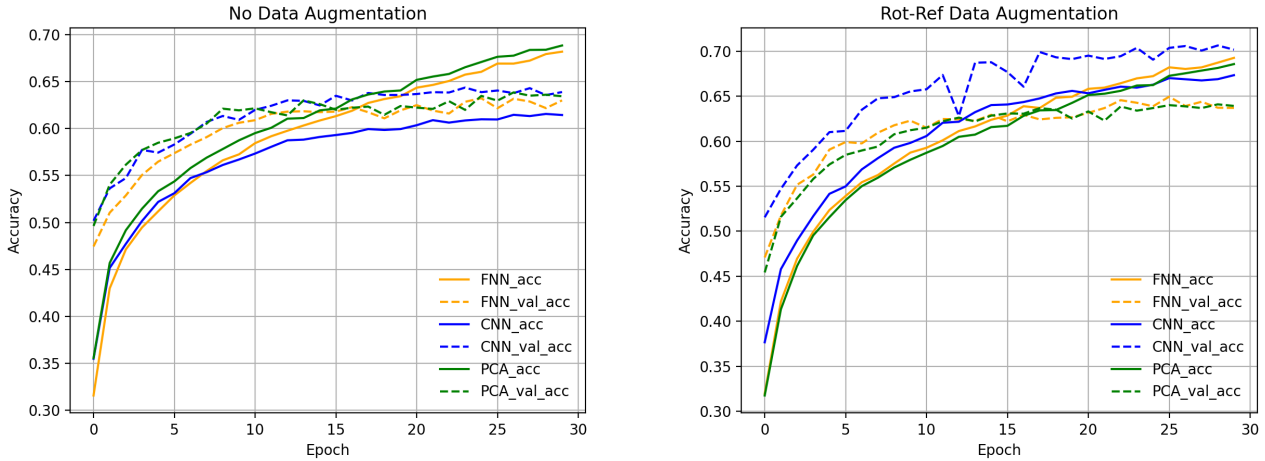 No Data Augmentation
0.70
0.65
0.60
0.55
0.50
0.45
0.40
0.35
0.30
Accuracy
0
5
10
15
20
25
30
Epoch
FNN_acc
FNN_val_acc
CNN_acc
CNN_val_acc
PCA_acc
PCA_val_acc
Rot-Ref Data Augmentation
0.70
0.65
0.60
0.55
0.50
0.45
0.40
0.35
0.30
Accuracy
0
5
10
15
20
25
30
Epoch
FNN_acc
FNN_val_acc
CNN_acc
CNN_val_acc
PCA_acc
PCA_val_acc